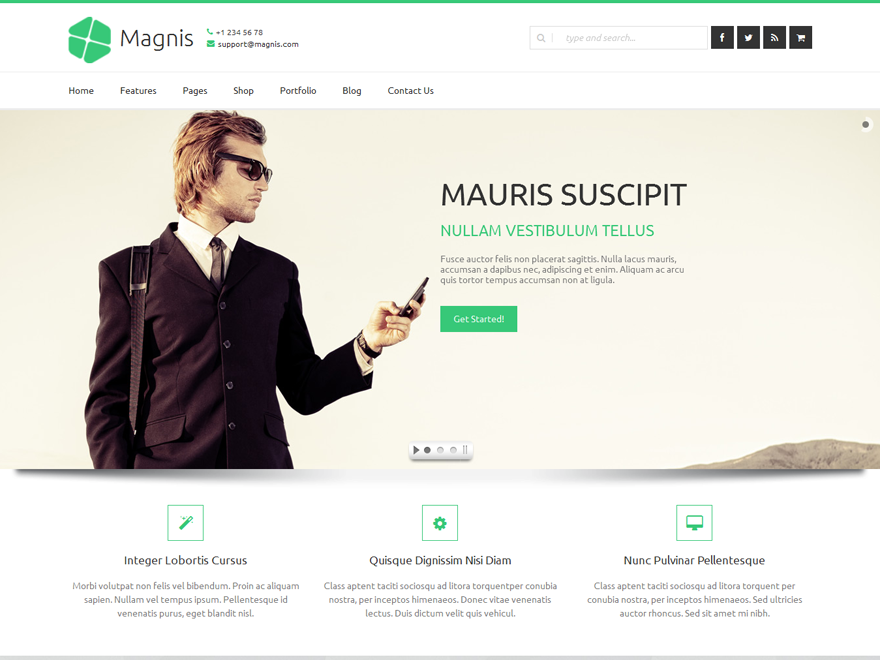 Magnis
+1 234 56 78
support@magnis.com
type and search...
Home Features Pages Shop Portfolio Blog Contact Us
MAURIS SUSCIPIT
NULLAM VESTIBULUM TELLUS
Fusce auctor felis non placerat sagittis. Nulla lacus mauris,
accumsan a dapibus nec, adipiscing et enim. Aliquam ac arcu
quis tortor tempus accumsan non at ligula.
Get Started!
Integer Lobortis Cursus
Morbi volutpat non felis vel bibendum. Proin ac aliquam
sapien. Nullam vel tempus ipsum. Pellentesque id
venenatis purus, eget blandit nisl.
Quisque Dignissim Nisi Diam
Class aptent taciti sociosqu ad litora torquentper conubia
nostra, per inceptos himenaeos. Donec vitae venenatis
lectus. Duis dictum velit quis vehicul.
Nunc Pulvinar Pellentesque
Class aptent taciti sociosqu ad litora torquent per
conubia nostra, per inceptos himenaeos. Sed ultricies
auctor rhoncus. Sed sit amet mi nibh.